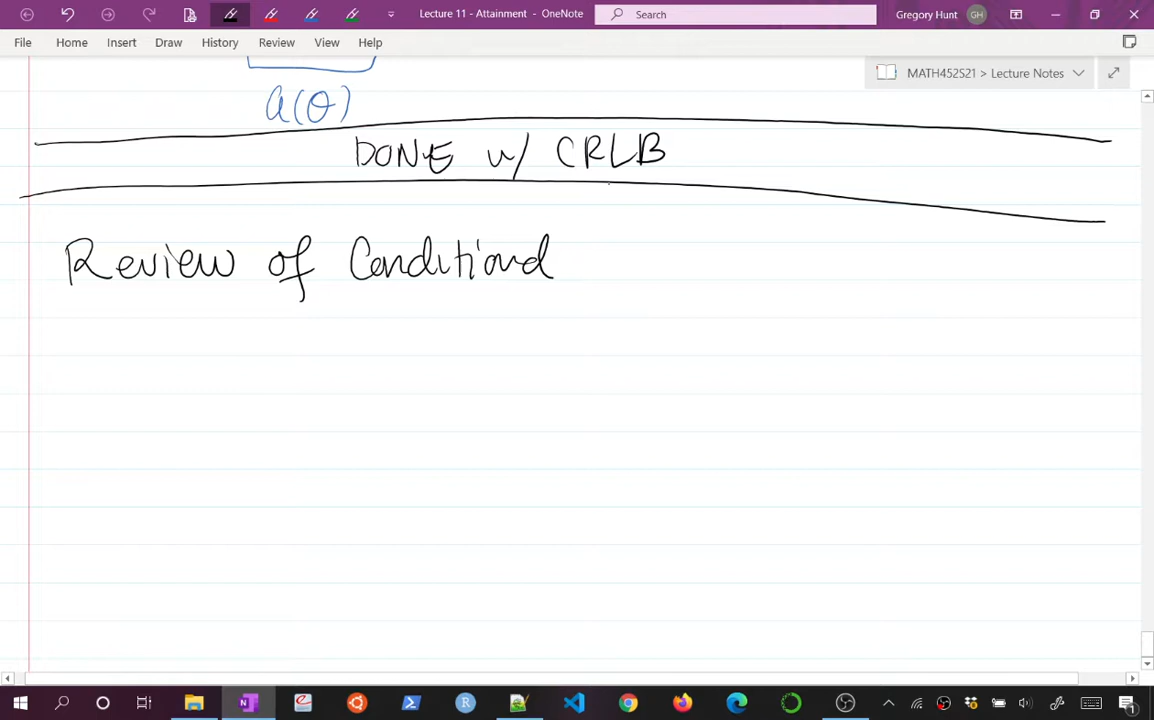 Lecture 11 - Attainment - OneNote
Search
Gregory Hunt
GH
File Home Insert Draw History Review View Help
MATH452S21 > Lecture Notes
a(θ)
DONE w/ CRLB
Review of Conditional